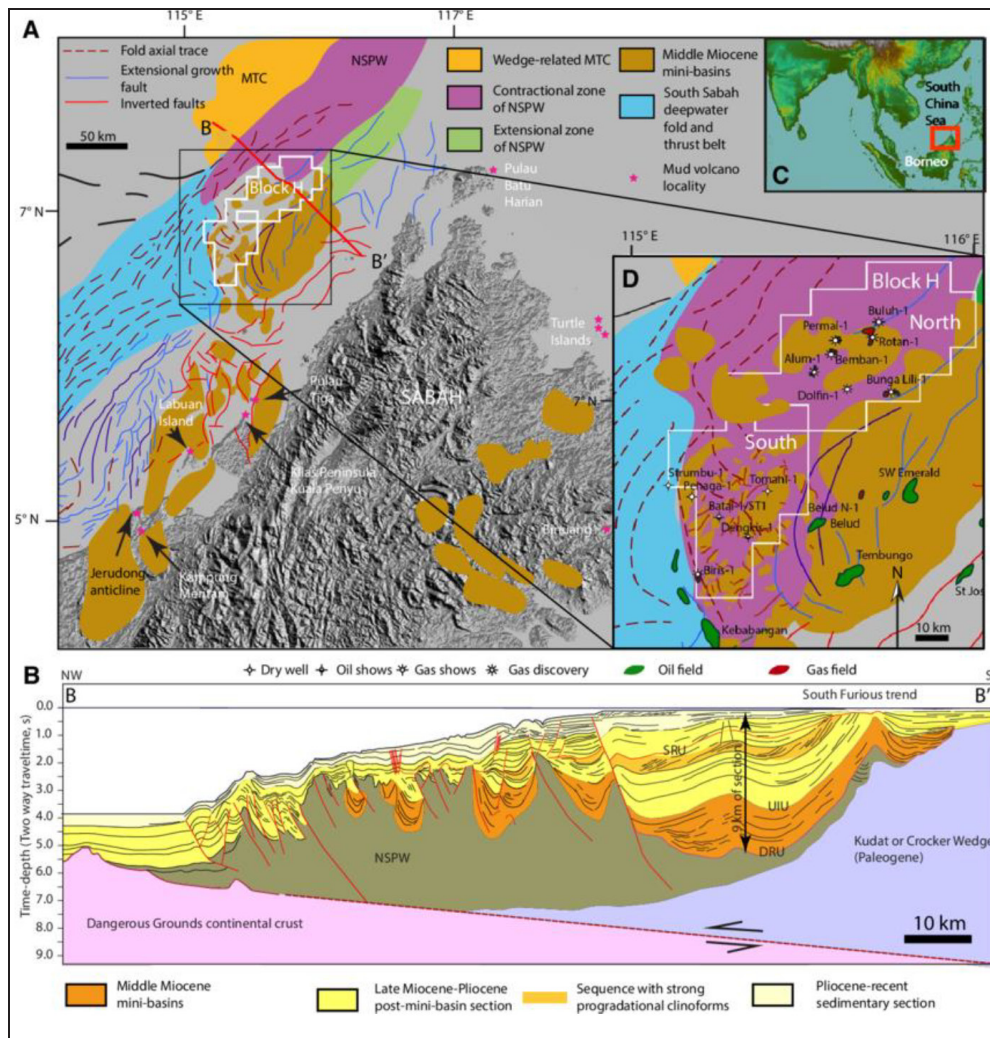 A
115° E
117° E
Fold axial trace
Extensional growth
fault
Inverted faults
50 km
MTC
NSPW
Wedge-related MTC
Contractional zone
of NSPW
Extensional zone
of NSPW
Middle Miocene
mini-basins
South Sabah
deepwater
fold and
thrust belt
Mud volcano
locality
South
China
Sea
Borneo
C
B
Block H
B'
7° N
Pulau
Batu
Harian
Turtle
Islands
Pulau
Tiga
SABAH
Labuan
Island
Klias Peninsula
Kuala Penyu
5° N
Jerudong
anticline
Kampung
115° E
116° E
D
Block H
North
Buluh-1
Permai-1
Rotan-1
Alum-1
Bemban-1
Bunga Lili-1
Dolfin-1
7° N
South
Strumbu-1
Penaga-1
Tomani-1
SW Emerald
Batai-1/ST1
Belud N-1
Dengkis-1
Belud
Biris-1
Tembungo
N
St Jos
Kebabangan
10 km
B
Dry well
Oil shows
Gas shows
Gas discovery
Oil field
Gas field
NW
S
B
South Furious trend
B'
Time-depth (Two way traveltime, s)
0.0
1.0
2.0
3.0
4.0
5.0
6.0
7.0
8.0
9.0
SRU
9 km of section
UIU
DRU
NSPW
Kudat or Crocker Wedge
(Paleogene)
Dangerous Grounds continental crust
10 km
Middle Miocene
mini-basins
Late Miocene-Pliocene
post-mini-basin section
Sequence with strong
progradational clinoforms
Pliocene-recent
sedimentary section